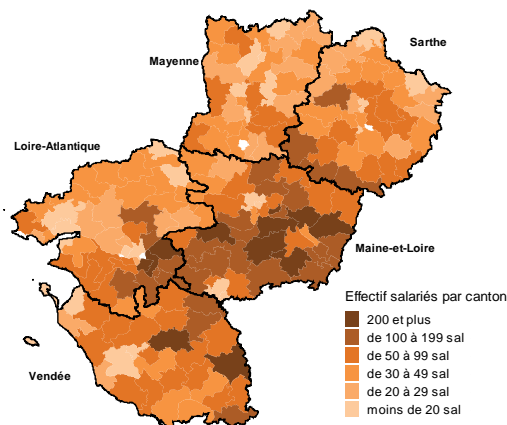 Sarthe
Mayenne
Loire-Atlantique
Maine-et-Loire
Vendée
Effectif salariés par canton
200 et plus
de 100 à 199 sal
de 50 à 99 sal
de 30 à 49 sal
de 20 à 29 sal
moins de 20 sal